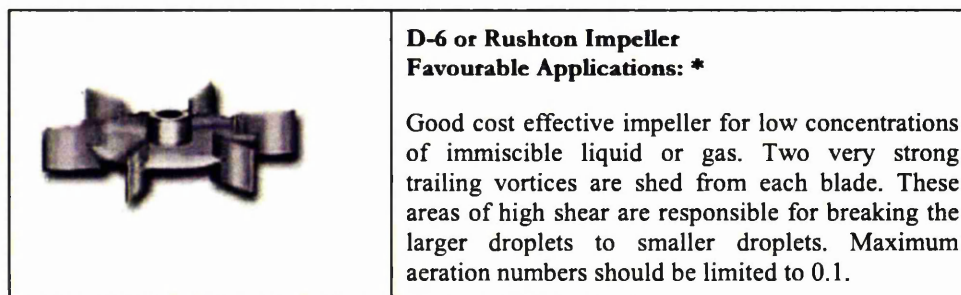 D-6 or Rushton Impeller
Favourable Applications: *
Good cost effective impeller for low concentrations
of immiscible liquid or gas. Two very strong
trailing vortices are shed from each blade. These
areas of high shear are responsible for breaking the
larger droplets to smaller droplets. Maximum
aeration numbers should be limited to 0.1.